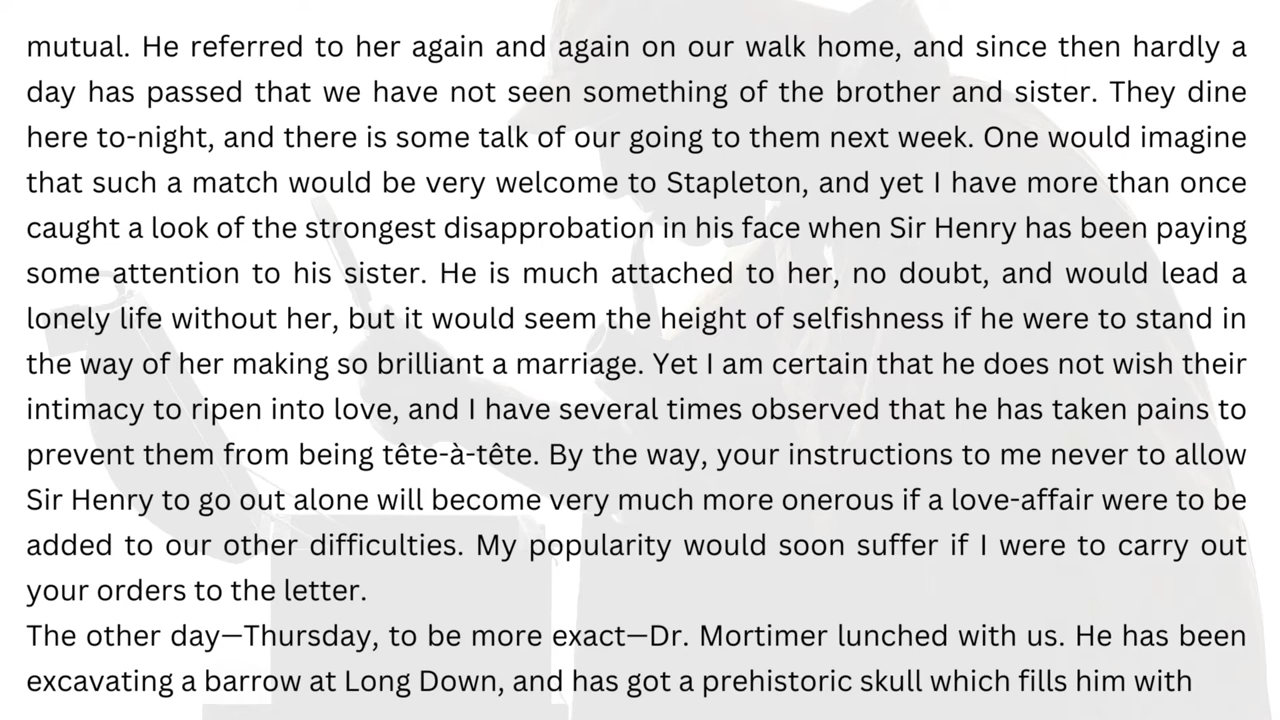 mutual. He referred to her again and again on our walk home, and since then hardly a
day has passed that we have not seen something of the brother and sister. They dine
here to-night, and there is some talk of our going to them next week. One would imagine
that such a match would be very welcome to Stapleton, and yet I have more than once
caught a look of the strongest disapprobation in his face when Sir Henry has been paying
some attention to his sister. He is much attached to her, no doubt, and would lead a
lonely life without her, but it would seem the height of selfishness if he were to stand in
the way of her making so brilliant a marriage. Yet I am certain that he does not wish their
intimacy to ripen into love, and I have several times observed that he has taken pains to
prevent them from being tête-à-tête. By the way, your instructions to me never to allow
Sir Henry to go out alone will become very much more onerous if a love-affair were to be
added to our other difficulties. My popularity would soon suffer if I were to carry out
your orders to the letter.
The other day—Thursday, to be more exact—Dr. Mortimer lunched with us. He has been
excavating a barrow at Long Down, and has got a prehistoric skull which fills him with